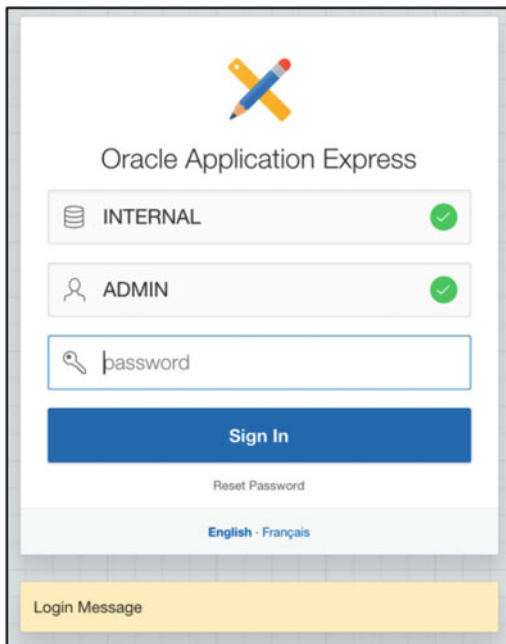 Oracle Application Express
INTERNAL
ADMIN
password
Sign In
Reset Password
English - Français
Login Message